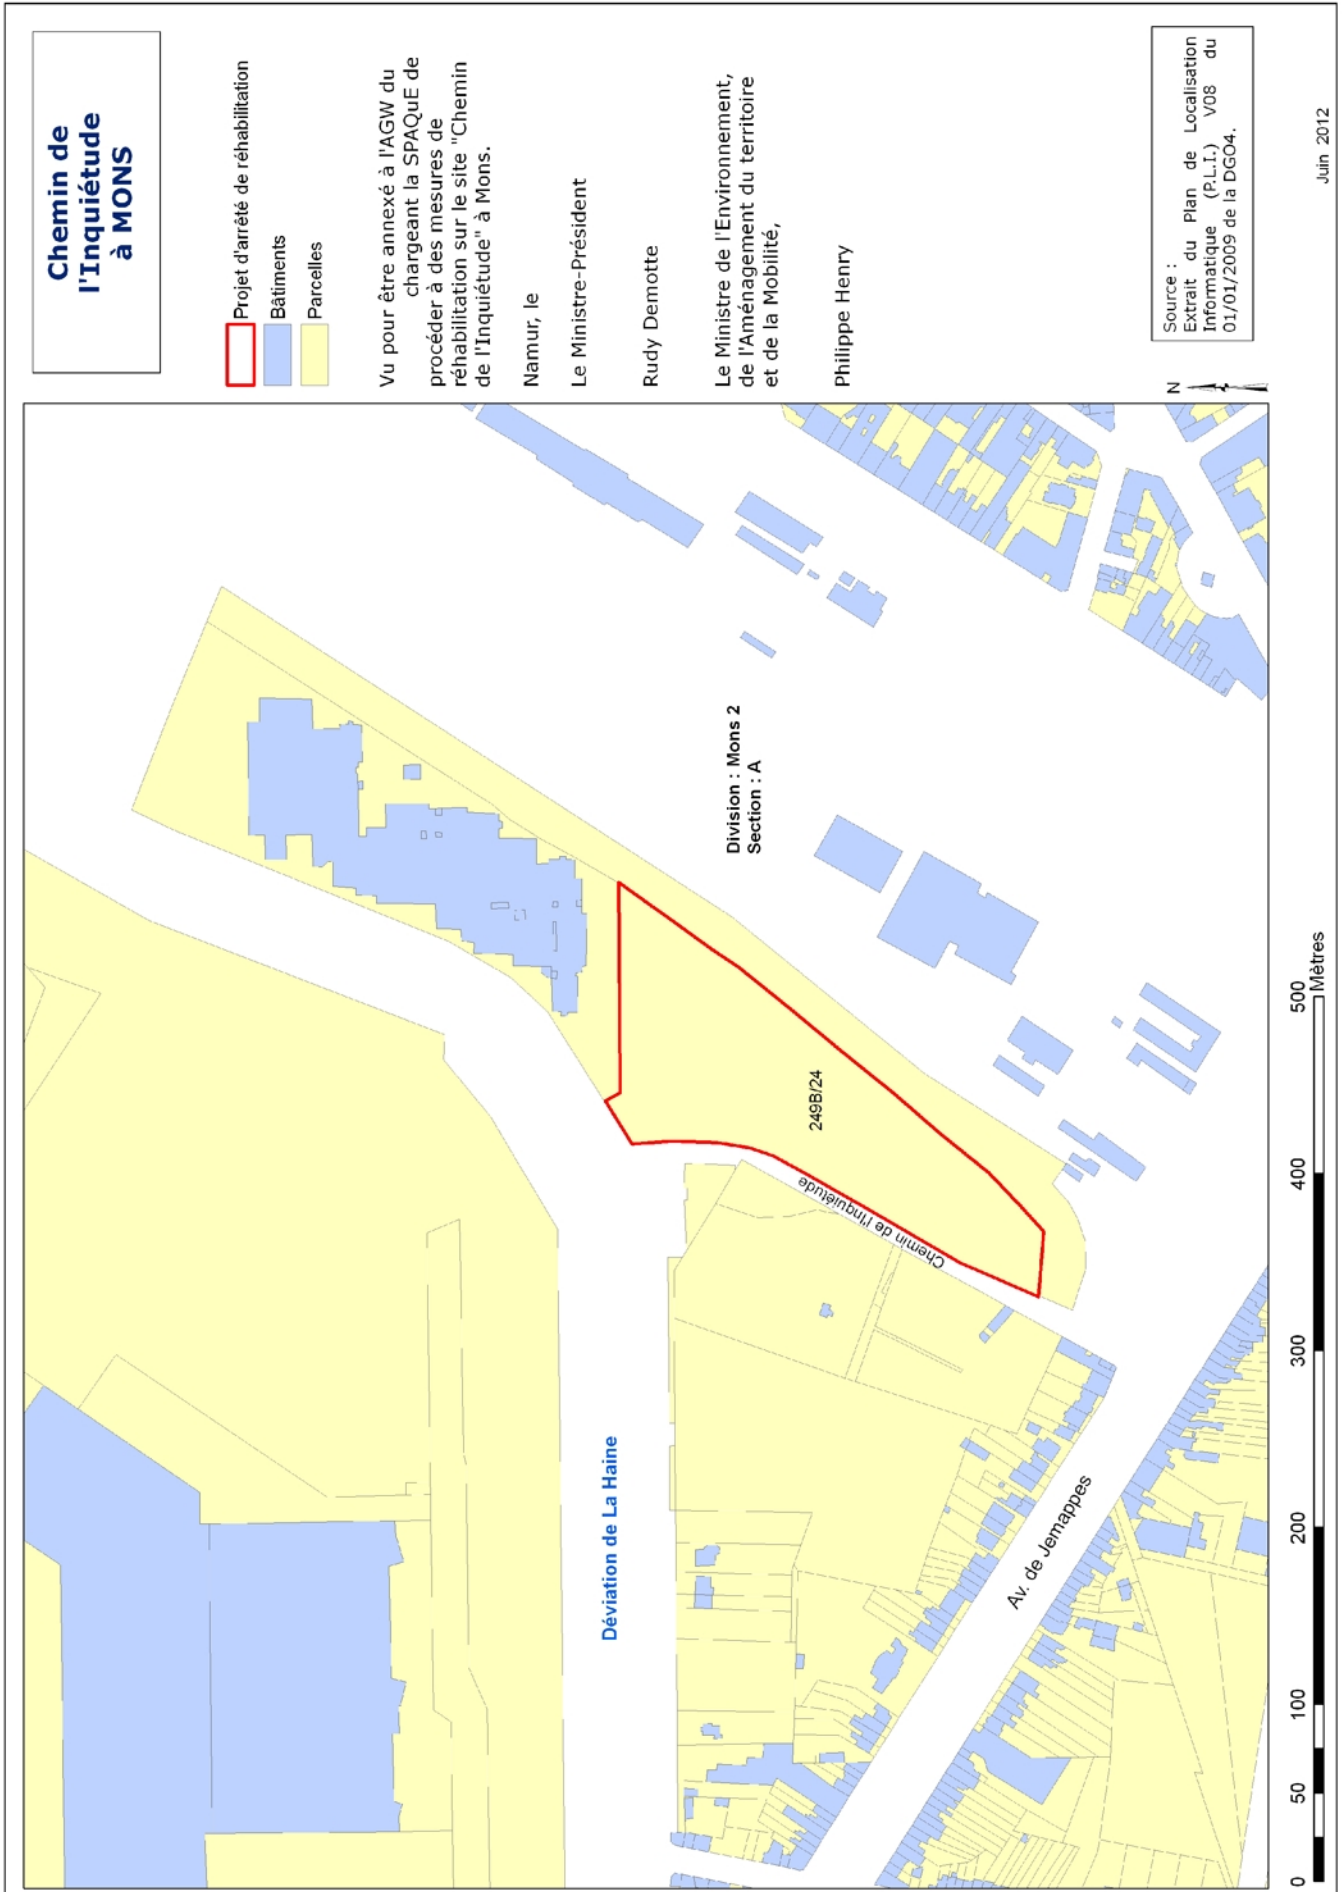 Chemin de
l'Inquiétude
à MONS
Projet d'arrêté de réhabilitation
Bâtiments
Parcelles
Vu pour être annexé à l'AGW du
chargeant la SPAQuE de
procéder à des mesures de
réhabilitation sur le site "Chemin
de l'Inquiétude" à Mons.
Namur, le
Le Ministre-Président
Rudy Demotte
Le Ministre de l'Environnement,
de l'Aménagement du territoire
et de la Mobilité,
Philippe Henry
N
Source :
Extrait du Plan de Localisation
Informatique (P.L.I.) V08 du
01/01/2009 de la DGO4.
Juin 2012
Division : Mons 2
Section : A
249B/24
Chemin de l'Inquiétude
Déviation de La Haine
Av. de Jemappes
0 50 100 200 300 400 500
Mètres